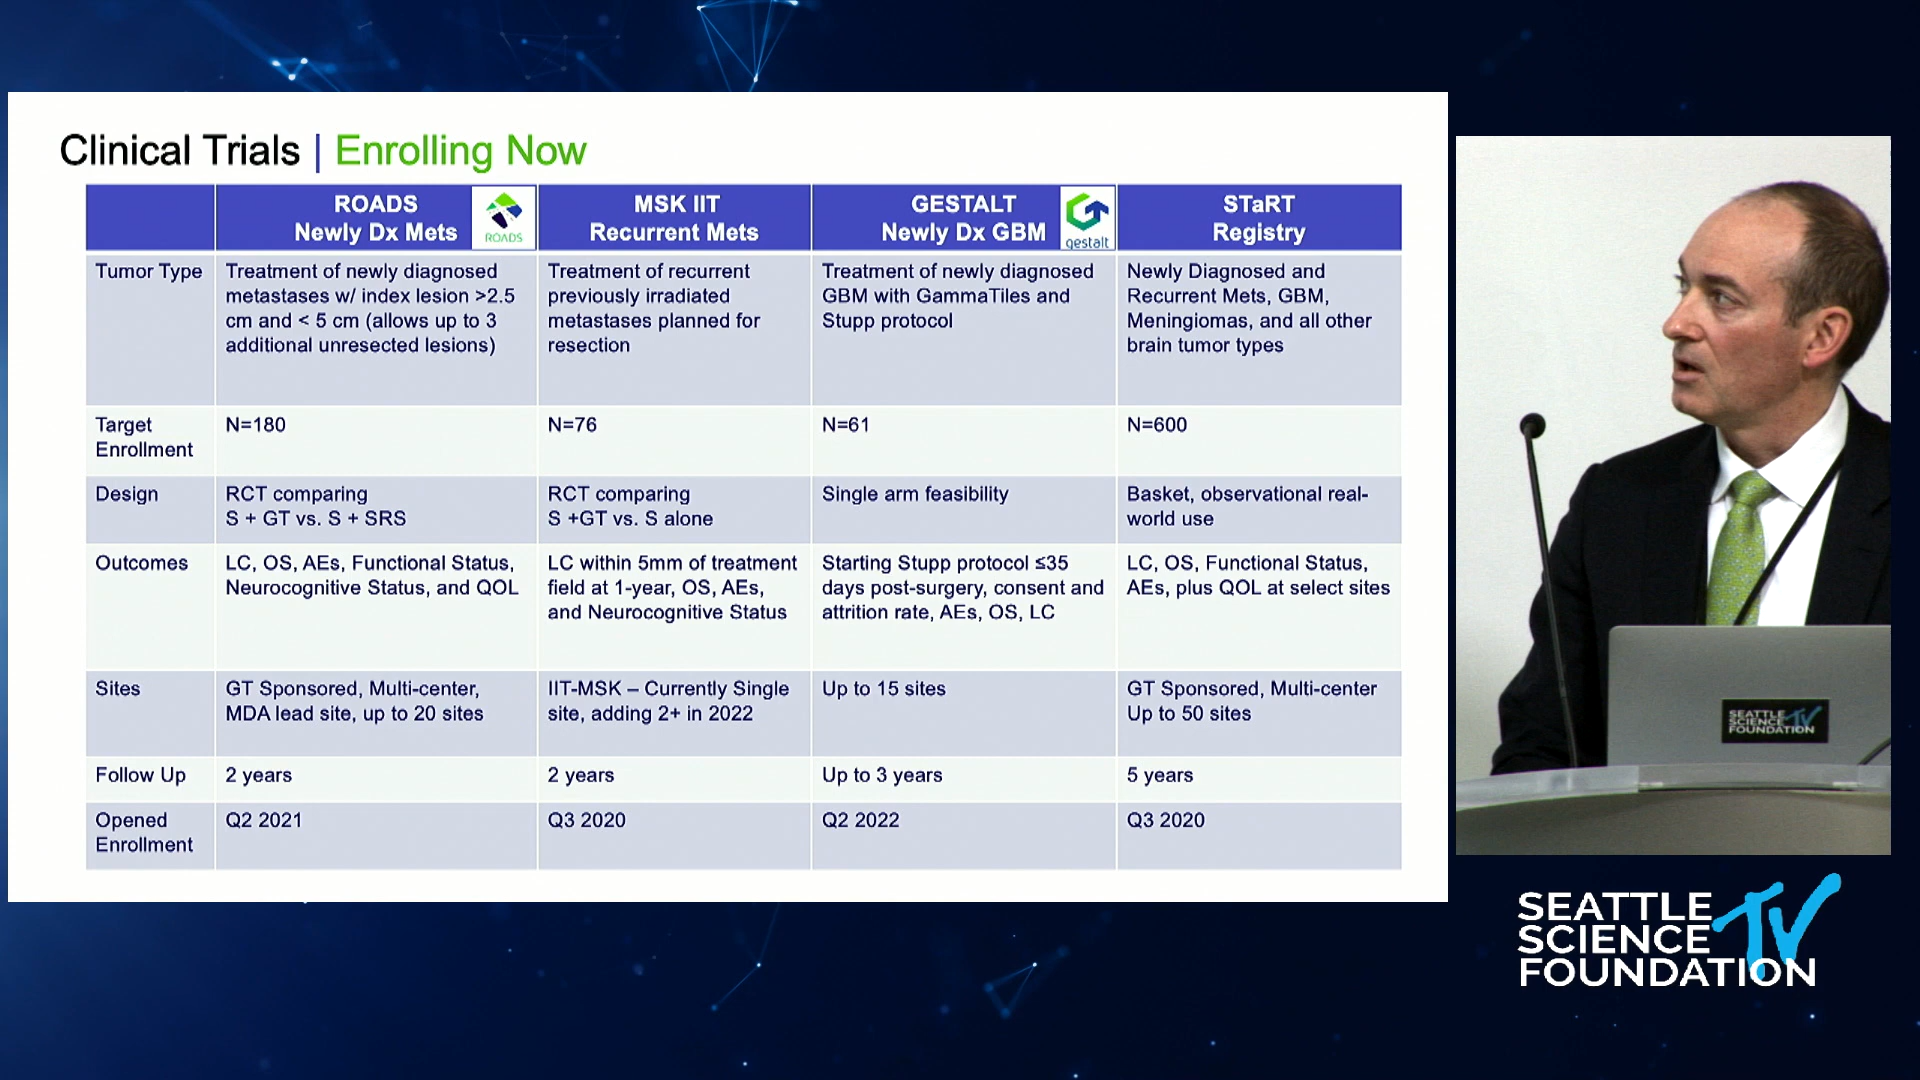 Clinical Trials | Enrolling Now
ROADS
Newly Dx Mets
ROADS
MSK IIT
Recurrent Mets
GESTALT
Newly Dx GBM
gestalt
STaRT
Registry
Tumor Type
Treatment of newly diagnosed
metastases w/ index lesion >2.5
cm and < 5 cm (allows up to 3
additional unresected lesions)
Treatment of recurrent
previously irradiated
metastases planned for
resection
Treatment of newly diagnosed
GBM with GammaTiles and
Stupp protocol
Newly Diagnosed and
Recurrent Mets, GBM,
Meningiomas, and all other
brain tumor types
Target
Enrollment
N=180
N=76
N=61
N=600
Design
RCT comparing
S + GT vs. S + SRS
RCT comparing
S +GT vs. S alone
Single arm feasibility
Basket, observational real-
world use
Outcomes
LC, OS, AEs, Functional Status,
Neurocognitive Status, and QOL
LC within 5mm of treatment
field at 1-year, OS, AEs,
and Neurocognitive Status
Starting Stupp protocol ≤35
days post-surgery, consent and
attrition rate, AEs, OS, LC
LC, OS, Functional Status,
AEs, plus QOL at select sites
Sites
GT Sponsored, Multi-center,
MDA lead site, up to 20 sites
IIT-MSK – Currently Single
site, adding 2+ in 2022
Up to 15 sites
GT Sponsored, Multi-center
Up to 50 sites
Follow Up
2 years
2 years
Up to 3 years
5 years
Opened
Enrollment
Q2 2021
Q3 2020
Q2 2022
Q3 2020
SEATTLE
SCIENCE TV
FOUNDATION
SEATTLE
SCIENCE TV
FOUNDATION